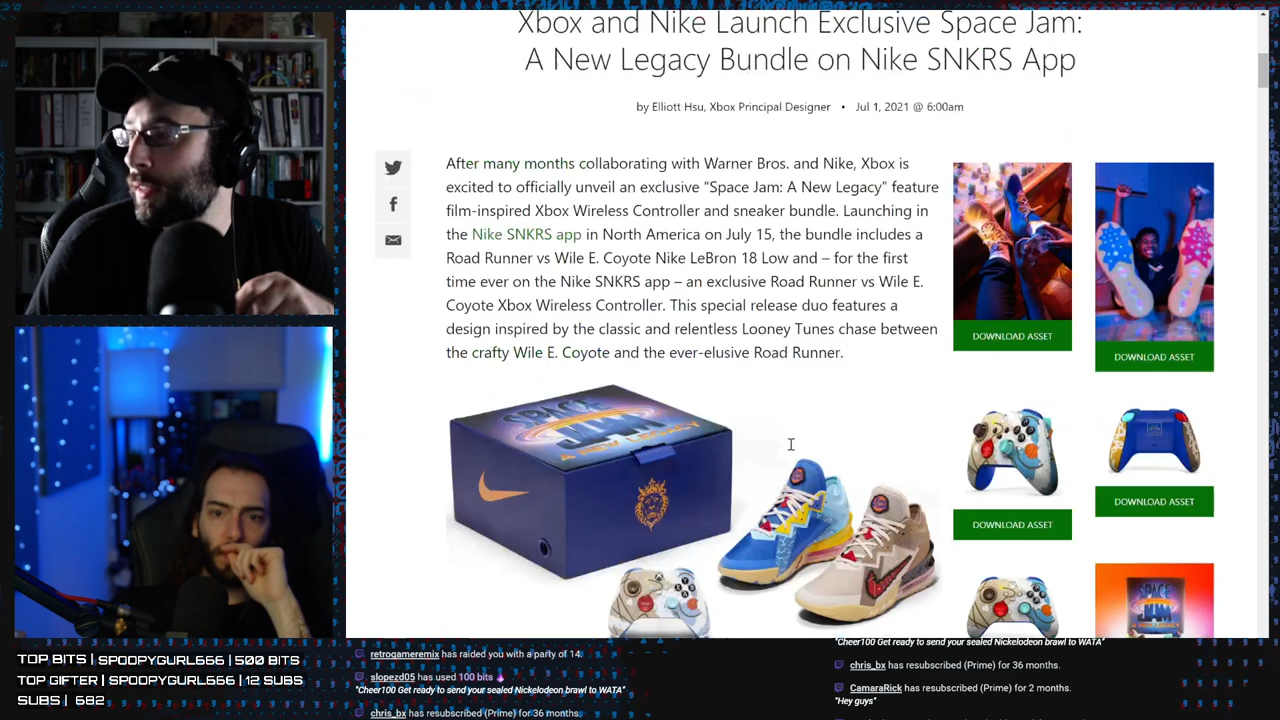 Xbox and Nike Launch Exclusive Space Jam:
A New Legacy Bundle on Nike SNKRS App
by Elliott Hsu, Xbox Principal Designer • Jul 1, 2021 @ 6:00am
After many months collaborating with Warner Bros. and Nike, Xbox is
excited to officially unveil an exclusive “Space Jam: A New Legacy” feature
film-inspired Xbox Wireless Controller and sneaker bundle. Launching in
the Nike SNKRS app in North America on July 15, the bundle includes a
Road Runner vs Wile E. Coyote Nike LeBron 18 Low and – for the first
time ever on the Nike SNKRS app – an exclusive Road Runner vs Wile E.
Coyote Xbox Wireless Controller. This special release duo features a
design inspired by the classic and relentless Looney Tunes chase between
the crafty Wile E. Coyote and the ever-elusive Road Runner.
DOWNLOAD ASSET
DOWNLOAD ASSET
SPACE
JAM
A NEW LEGACY
DOWNLOAD ASSET
DOWNLOAD ASSET
SPACE
JAM
TOP BITS | SPOOPYGURL666 | 500 BITS
TOP GIFTER | SPOOPYGURL666 | 12 SUBS
SUBS | 682
retrogameremix has raided you with a party of 14.
slopezd05 has used 100 bits
"Cheer100 Get ready to send your sealed Nickelodeon brawl to WATA"
chris_bx has resubscribed (Prime) for 36 months.
"Cheer100 Get ready to send your sealed Nickelodeon brawl to WATA"
chris_bx has resubscribed (Prime) for 36 months.
CamaraRick has resubscribed (Prime) for 2 months.
"Hey guys"